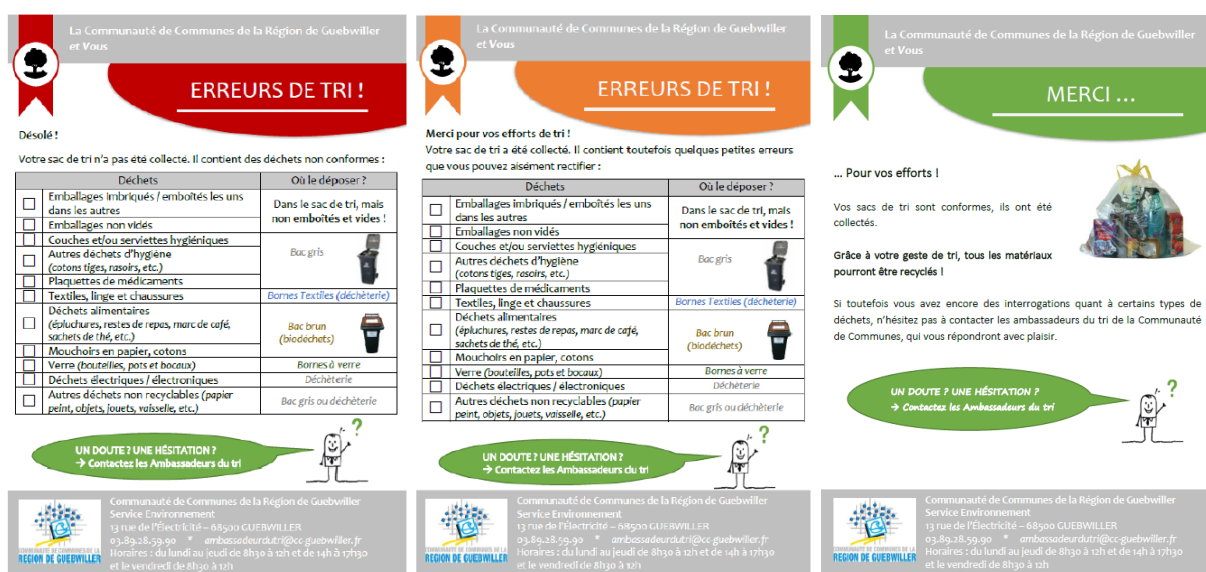 La Communauté de Communes de la Région de Guebwiller
et Vous
ERREURS DE TRI !
Désolé !
Votre sac de tri n'a pas été collecté. Il contient des déchets non conformes :
Déchets
Où le déposer ?
Emballages imbriqués / emboîtés les uns
dans les autres
Emballages non vidés
Dans le sac de tri, mais
non emboîtés et vides !
Couches et/ou serviettes hygiéniques
Autres déchets d'hygiène
(cotons tiges, rasoirs, etc.)
Plaquettes de médicaments
Bac gris
Textiles, linge et chaussures
Bornes Textiles (déchèterie)
Déchets alimentaires
(épluchures, restes de repas, marc de café,
sachets de thé, etc.)
Mouchoirs en papier, cotons
Bac brun
(biodéchets)
Verre (bouteilles, pots et bocaux)
Bornes à verre
Déchets électriques / électroniques
Déchèterie
Autres déchets non recyclables (papier
peint, objets, jouets, vaisselle, etc.)
Bac gris ou déchèterie
UN DOUTE ? UNE HÉSITATION ?
→ Contactez les Ambassadeurs du tri
?
COMMUNAUTÉ DE COMMUNES DE LA
REGION DE GUEBWILLER
Communauté de Communes de la Région de Guebwiller
Service Environnement
13 rue de l'Électricité – 68500 GUEBWILLER
03.89.28.59.90 * ambassadeurdutri@cc-guebwiller.fr
Horaires : du lundi au jeudi de 8h30 à 12h et de 14h à 17h30
et le vendredi de 8h30 à 12h
La Communauté de Communes de la Région de Guebwiller
et Vous
ERREURS DE TRI !
Merci pour vos efforts de tri !
Votre sac de tri a été collecté. Il contient toutefois quelques petites erreurs
que vous pouvez aisément rectifier :
Déchets
Où le déposer ?
Emballages imbriqués / emboîtés les uns
dans les autres
Emballages non vidés
Dans le sac de tri, mais
non emboîtés et vides !
Couches et/ou serviettes hygiéniques
Autres déchets d'hygiène
(cotons tiges, rasoirs, etc.)
Plaquettes de médicaments
Bac gris
Textiles, linge et chaussures
Bornes Textiles (déchèterie)
Déchets alimentaires
(épluchures, restes de repas, marc de café,
sachets de thé, etc.)
Mouchoirs en papier, cotons
Bac brun
(biodéchets)
Verre (bouteilles, pots et bocaux)
Bornes à verre
Déchets électriques / électroniques
Déchèterie
Autres déchets non recyclables (papier
peint, objets, jouets, vaisselle, etc.)
Bac gris ou déchèterie
UN DOUTE ? UNE HÉSITATION ?
→ Contactez les Ambassadeurs du tri
?
COMMUNAUTÉ DE COMMUNES DE LA
REGION DE GUEBWILLER
Communauté de Communes de la Région de Guebwiller
Service Environnement
13 rue de l'Électricité – 68500 GUEBWILLER
03.89.28.59.90 * ambassadeurdutri@cc-guebwiller.fr
Horaires : du lundi au jeudi de 8h30 à 12h et de 14h à 17h30
et le vendredi de 8h30 à 12h
La Communauté de Communes de la Région de Guebwiller
et Vous
MERCI ...
... Pour vos efforts !
Vos sacs de tri sont conformes, ils ont été
collectés.
Grâce à votre geste de tri, tous les matériaux
pourront être recyclés !
Si toutefois vous avez encore des interrogations quant à certains types de
déchets, n'hésitez pas à contacter les ambassadeurs du tri de la Communauté
de Communes, qui vous répondront avec plaisir.
UN DOUTE ? UNE HÉSITATION ?
→ Contactez les Ambassadeurs du tri
?
COMMUNAUTÉ DE COMMUNES DE LA
REGION DE GUEBWILLER
Communauté de Communes de la Région de Guebwiller
Service Environnement
13 rue de l'Électricité – 68500 GUEBWILLER
03.89.28.59.90 * ambassadeurdutri@cc-guebwiller.fr
Horaires : du lundi au jeudi de 8h30 à 12h et de 14h à 17h30
et le vendredi de 8h30 à 12h